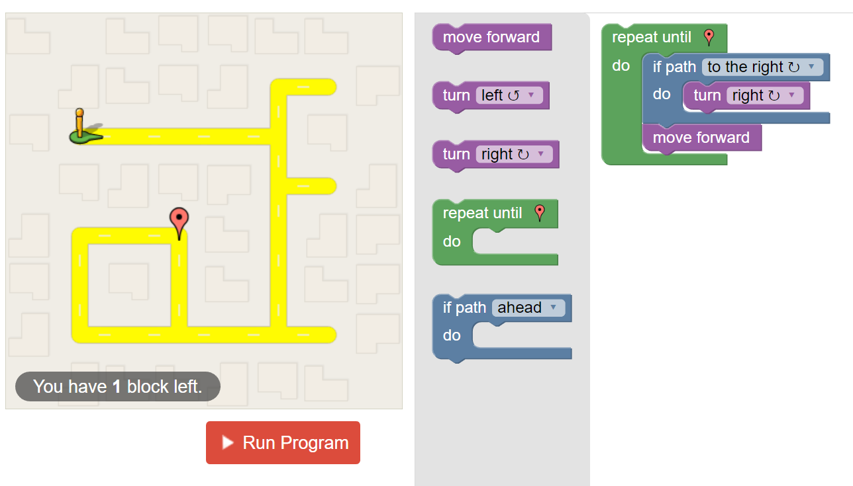 You have 1 block left.
Run Program
move forward
turn left ↺ ▼
turn right ↻ ▼
repeat until
do
if path ahead ▼
do
repeat until
do if path to the right ↻ ▼
do turn right ↻ ▼
move forward